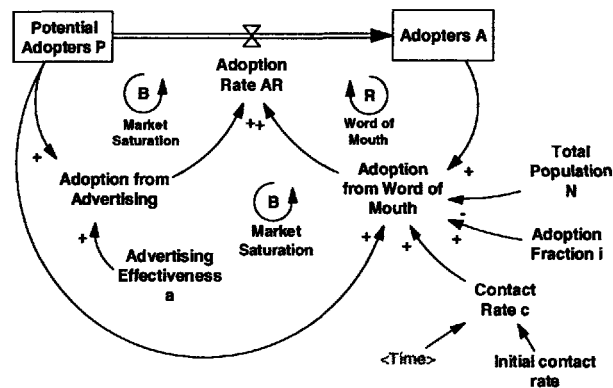 Potential
Adopters P
Adopters A
Adoption
Rate AR
B
Market
Saturation
R
Word of
Mouth
++
+
Adoption from
Advertising
Adoption
from Word of
Mouth
+
Total
Population
N
B
Market
Saturation
-
+
+
+
+
Adoption
Fraction i
Advertising
Effectiveness
a
Contact
Rate c
<Time>
Initial contact
rate